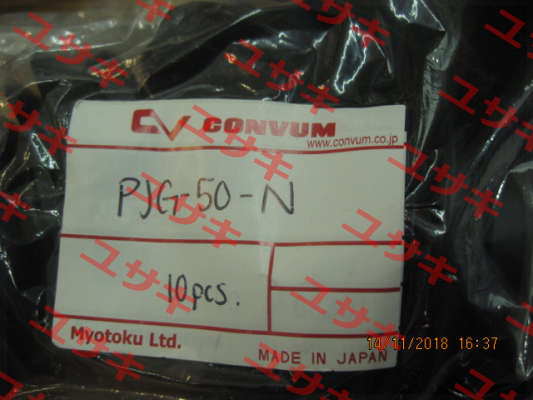 CV CONVUM
www.convum.co.jp
PJG-50-N
10pcs.
Myotoku Ltd.
MADE IN JAPAN
14/11/2018 16:37
ユサキ